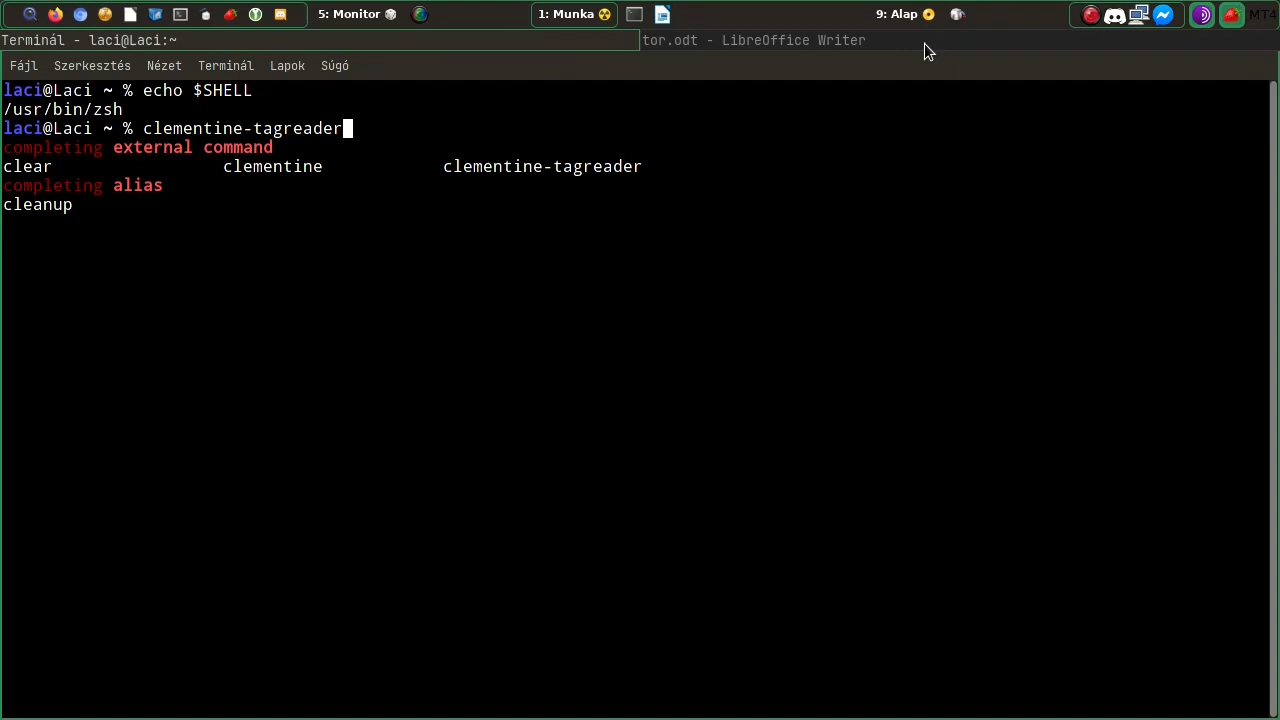 5: Monitor 1: Munka 9: Alap MT4
Terminál - laci@Laci:~ tor.odt - LibreOffice Writer
Fájl Szerkesztés Nézet Terminál Lapok Súgó
laci@Laci ~ % echo $SHELL
/usr/bin/zsh
laci@Laci ~ % clementine-tagreader
completing external command
clear clementine clementine-tagreader
completing alias
cleanup